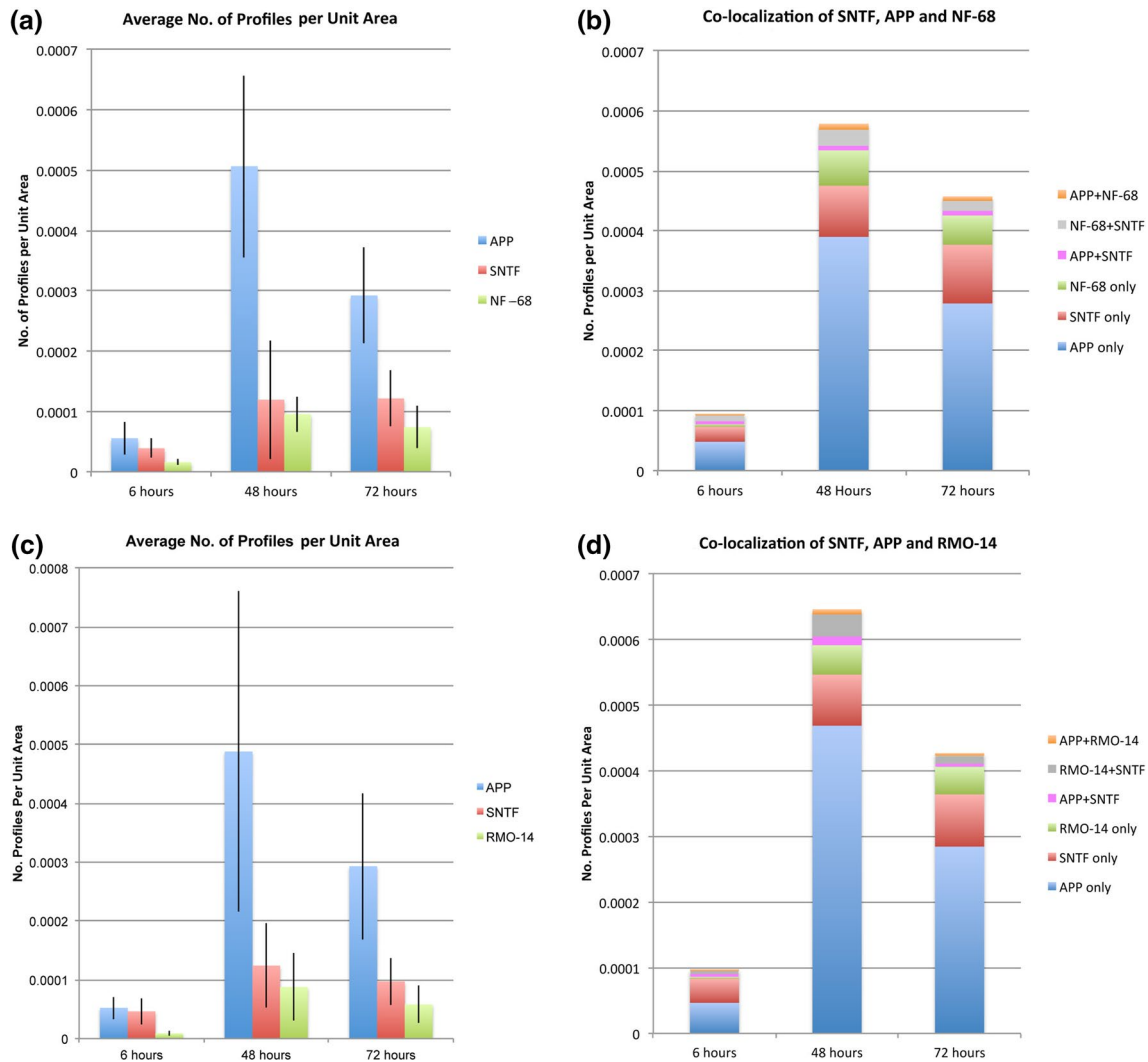 (a)
Average No. of Profiles per Unit Area
No. of Profiles per Unit Area
0.0007
0.0006
0.0005
0.0004
0.0003
0.0002
0.0001
0
6 hours
48 hours
72 hours
APP
SNTF
NF –68
(b)
Co-localization of SNTF, APP and NF-68
No. Profiles per Unit Area
0.0007
0.0006
0.0005
0.0004
0.0003
0.0002
0.0001
0
6 hours
48 Hours
72 hours
APP+NF-68
NF-68+SNTF
APP+SNTF
NF-68 only
SNTF only
APP only
(c)
Average No. of Profiles per Unit Area
No. Profiles Per Unit Area
0.0008
0.0007
0.0006
0.0005
0.0004
0.0003
0.0002
0.0001
0
6 hours
48 hours
72 hours
APP
SNTF
RMO-14
(d)
Co-localization of SNTF, APP and RMO-14
No. Profiles per Unit Area
0.0007
0.0006
0.0005
0.0004
0.0003
0.0002
0.0001
0
6 hours
48 hours
72 hours
APP+RMO-14
RMO-14+SNTF
APP+SNTF
RMO-14 only
SNTF only
APP only